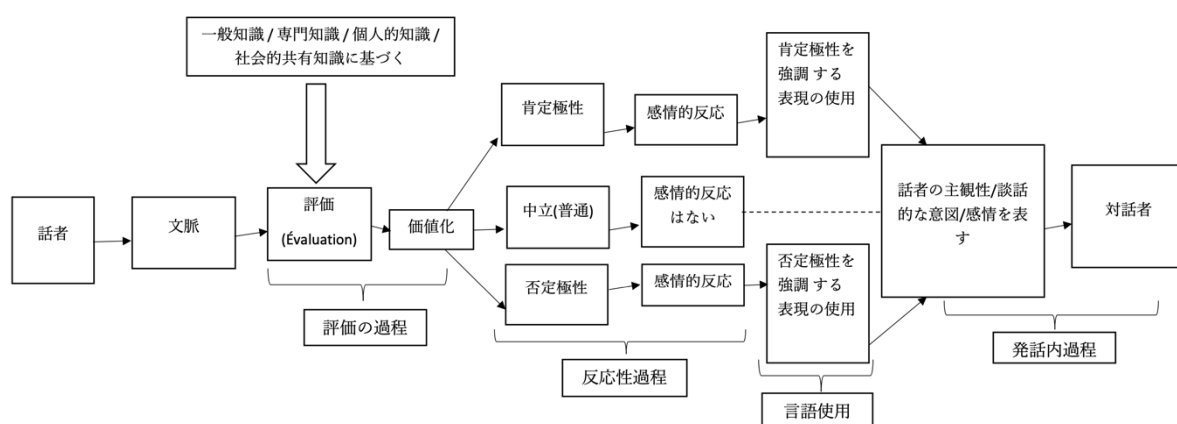 一般知識 / 専門知識 / 個人的知識 /
社会的共有知識に基づく
話者
文脈
評価
(Évaluation)
価値化
肯定極性
感情的反応
肯定極性を
強調 する
表現の使用
中立(普通)
感情的反応
はない
否定極性
感情的反応
否定極性を
強調 する
表現の使用
話者の主観性/談話
的な意図/感情を表
す
対話者
評価の過程
反応性過程
言語使用
発話内過程